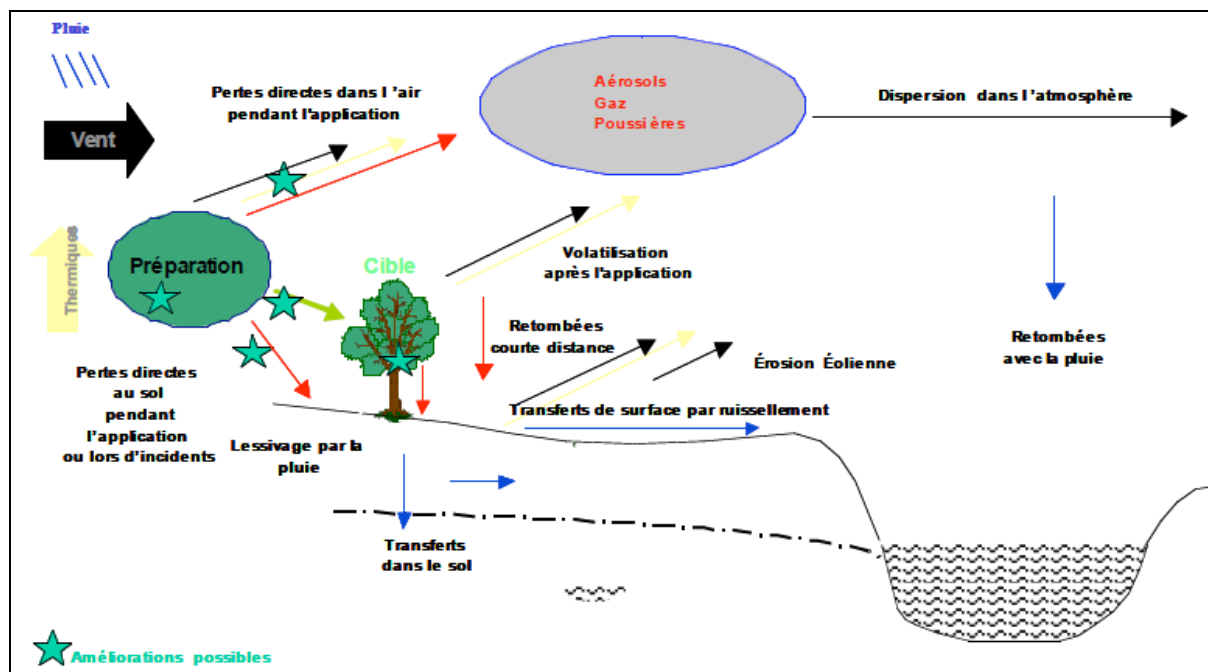 Pluie
Pertes directes dans l 'air
pendant l'application
Aérosols
Gaz
Poussières
Dispersion dans l'atmosphère
Vent
Thermiques
Préparation
Cible
Volatilisation
après l'application
Retombées
courte distance
Retombées
avec la pluie
Érosion Éolienne
Pertes directes
au sol
pendant
l'application
ou lors d'incidents
Transferts de surface par ruissellement
Lessivage par la
pluie
Transferts
dans le sol
Améliorations possibles